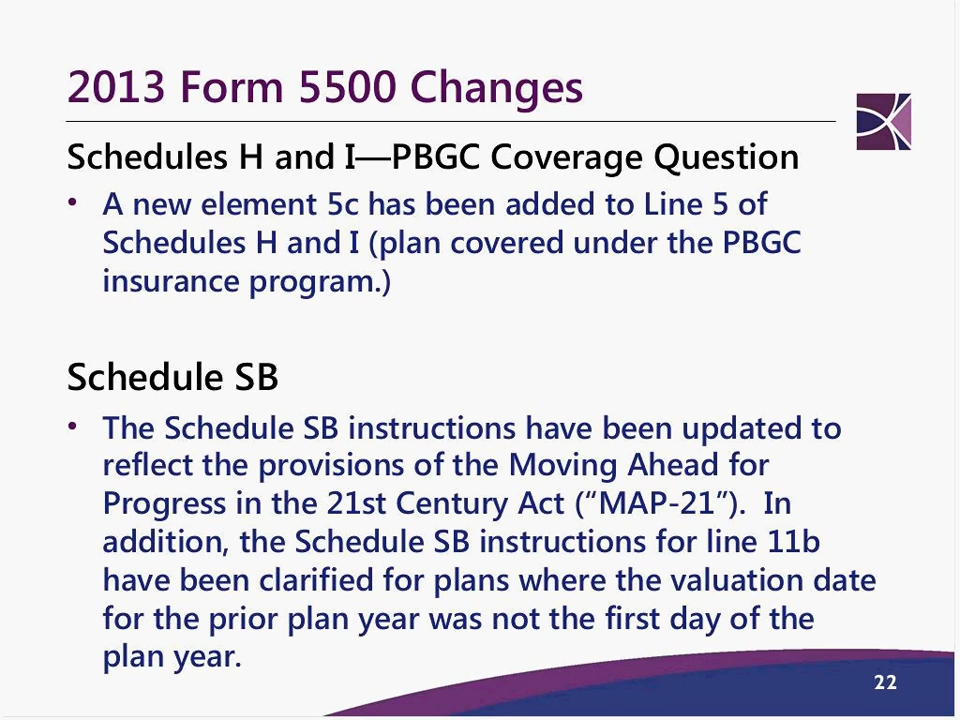 2013 Form 5500 Changes
Schedules H and I—PBGC Coverage Question
• A new element 5c has been added to Line 5 of
Schedules H and I (plan covered under the PBGC
insurance program.)
Schedule SB
• The Schedule SB instructions have been updated to
reflect the provisions of the Moving Ahead for
Progress in the 21st Century Act (“MAP-21”).  In
addition, the Schedule SB instructions for line 11b
have been clarified for plans where the valuation date
for the prior plan year was not the first day of the
plan year.
22